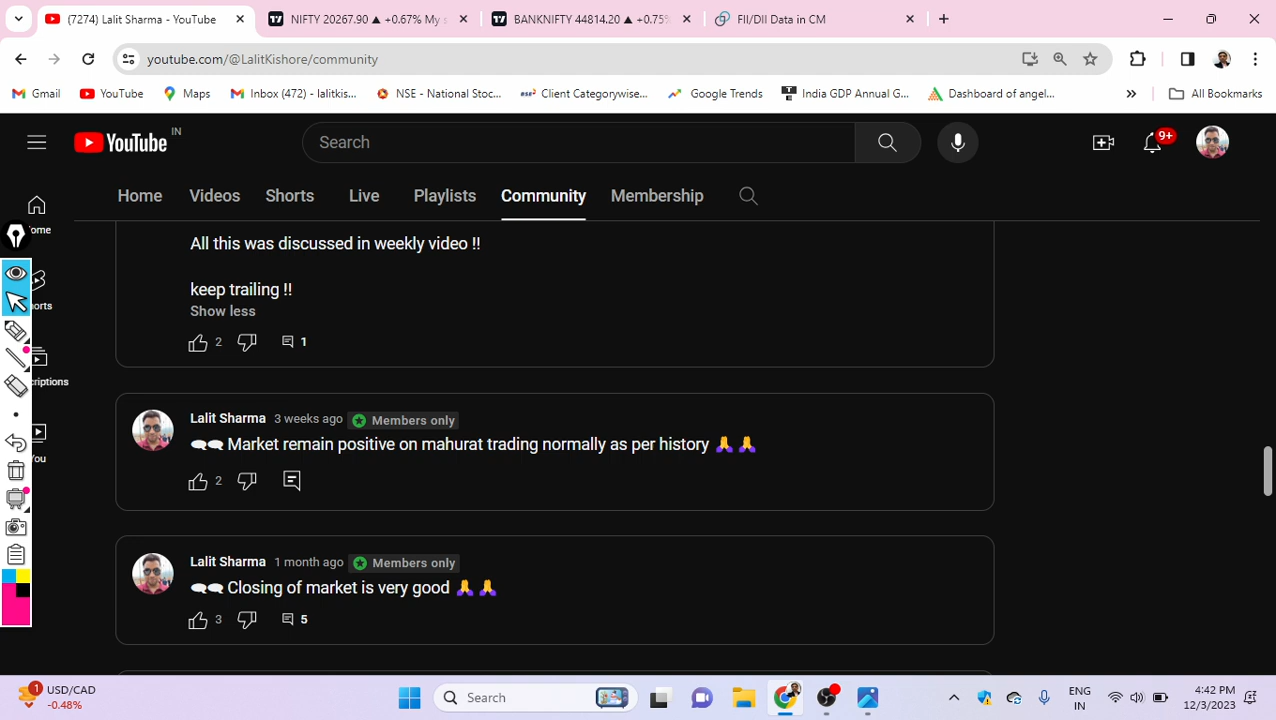 (7274) Lalit Sharma - YouTube
NIFTY 20267.90 ▲ +0.67% My s
BANKNIFTY 44814.20 ▲ +0.75%
FII/DII Data in CM
youtube.com/@LalitKishore/community
Gmail
YouTube
Maps
Inbox (472) - lalitkis...
NSE - National Stoc...
Client Categorywise...
Google Trends
India GDP Annual G...
Dashboard of angel...
»
All Bookmarks
YouTube IN
Search
9+
Home
Videos
Shorts
Live
Playlists
Community
Membership
ome
orts
criptions
You
All this was discussed in weekly video !!
keep trailing !!
Show less
2
1
Lalit Sharma 3 weeks ago Members only
🗨️🗨️ Market remain positive on mahurat trading normally as per history 🙏 🙏
2
Lalit Sharma 1 month ago Members only
🗨️🗨️ Closing of market is very good 🙏 🙏
3
5
1
USD/CAD
-0.48%
Search
ENG
IN
4:42 PM
12/3/2023